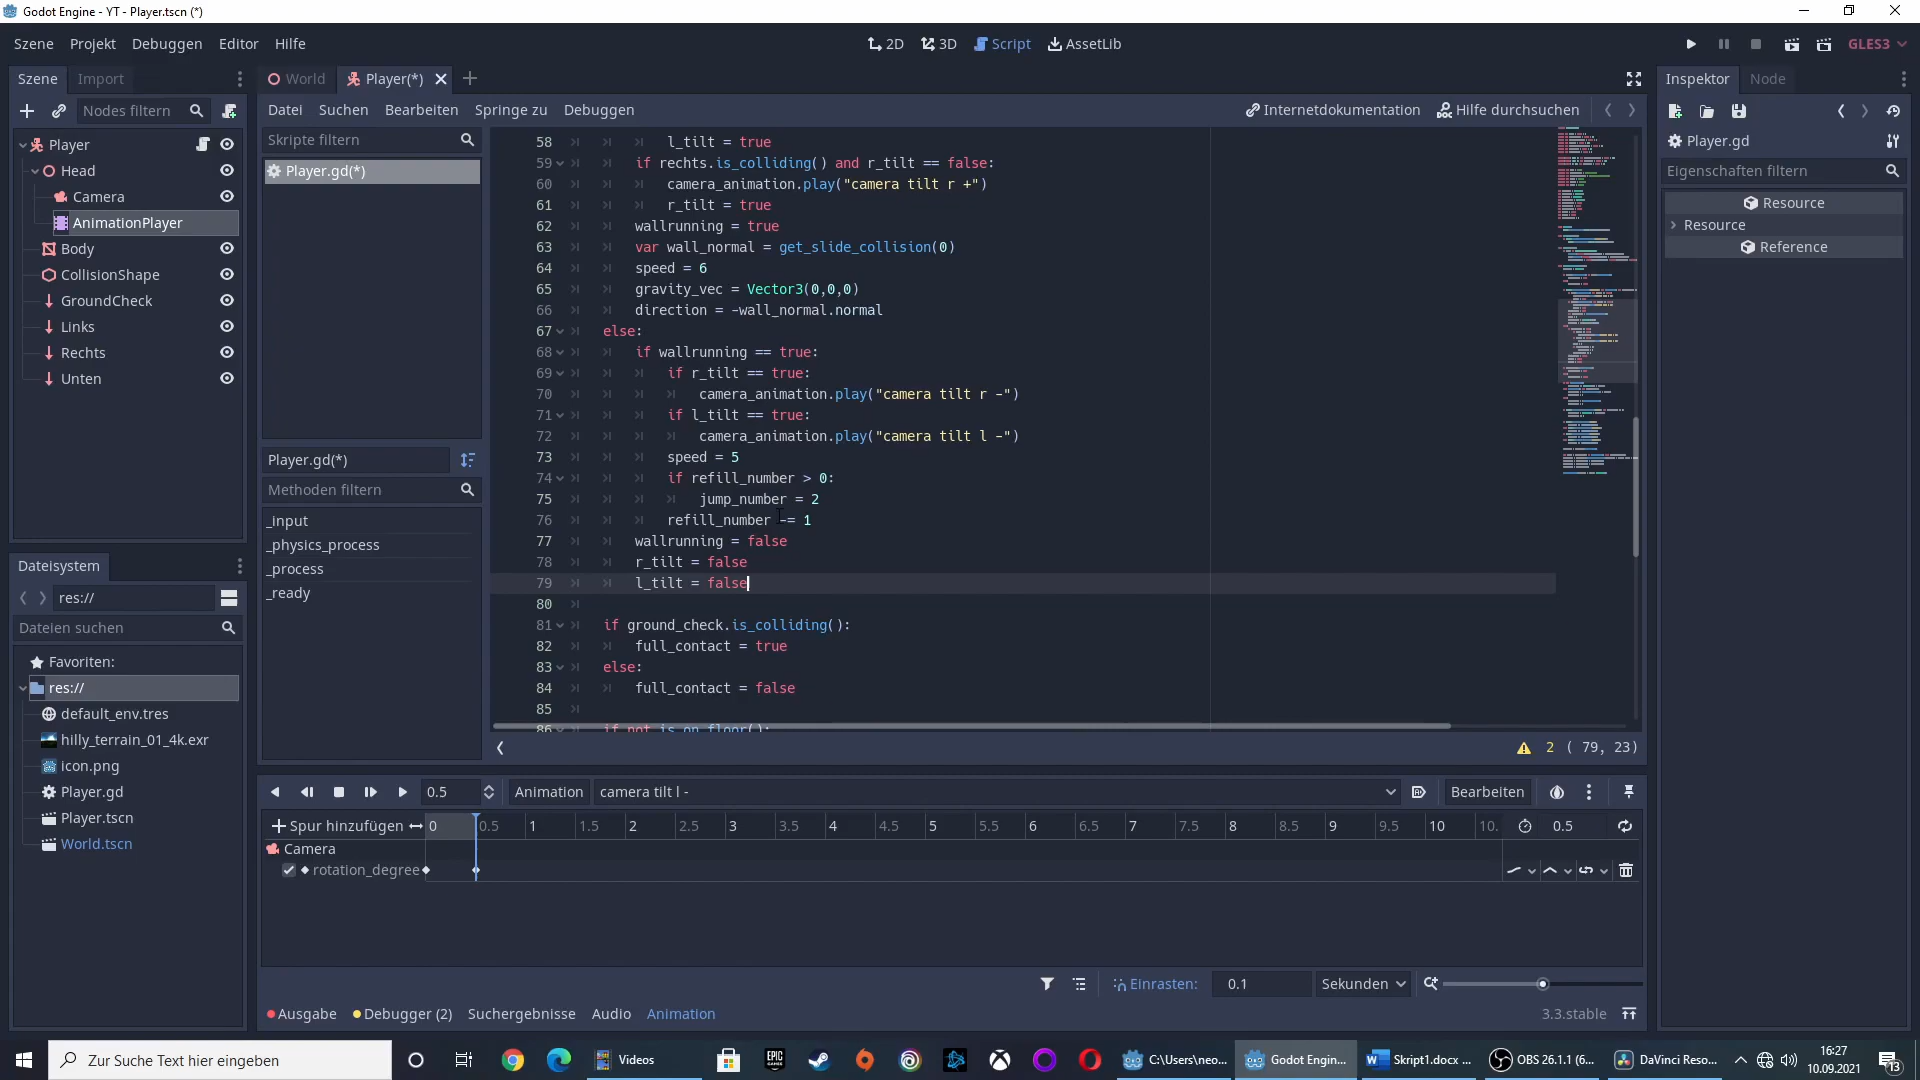 Godot Engine - YT - Player.tscn (*)
Szene Projekt Debuggen Editor Hilfe
2D 3D Script AssetLib
GLES3
Szene Import
World Player(*)
Inspektor Node
Nodes filtern
Datei Suchen Bearbeiten Springe zu Debuggen
Internetdokumentation Hilfe durchsuchen
Player
Head
Camera
AnimationPlayer
Body
CollisionShape
GroundCheck
Links
Rechts
Unten
Skripte filtern
Player.gd(*)
Player.gd(*)
Methoden filtern
_input
_physics_process
_process
_ready
58 l_tilt = true
59 if rechts.is_colliding() and r_tilt == false:
60 camera_animation.play("camera tilt r +")
61 r_tilt = true
62 wallrunning = true
63 var wall_normal = get_slide_collision(0)
64 speed = 6
65 gravity_vec = Vector3(0,0,0)
66 direction = -wall_normal.normal
67 else:
68 if wallrunning == true:
69 if r_tilt == true:
70 camera_animation.play("camera tilt r -")
71 if l_tilt == true:
72 camera_animation.play("camera tilt l -")
73 speed = 5
74 if refill_number > 0:
75 jump_number = 2
76 refill_number -= 1
77 wallrunning = false
78 r_tilt = false
79 l_tilt = false
80
81 if ground_check.is_colliding():
82 full_contact = true
83 else:
84 full_contact = false
85
86 if not is_on_floor():
2 ( 79, 23)
Player.gd
Eigenschaften filtern
Resource
Resource
Reference
Dateisystem
res://
Dateien suchen
Favoriten:
res://
default_env.tres
hilly_terrain_01_4k.exr
icon.png
Player.gd
Player.tscn
World.tscn
0.5 Animation camera tilt l - Bearbeiten
Spur hinzufügen 0 0.5 1 1.5 2 2.5 3 3.5 4 4.5 5 5.5 6 6.5 7 7.5 8 8.5 9 9.5 10 10. 0.5
Camera
rotation_degree
Einrasten: 0.1 Sekunden
Ausgabe Debugger (2) Suchergebnisse Audio Animation 3.3.stable
Zur Suche Text hier eingeben
Videos
EPIC GAMES
C:\Users\neo...
Godot Engin...
Skript1.docx ...
OBS 26.1.1 (6...
DaVinci Reso...
16:27
10.09.2021
13